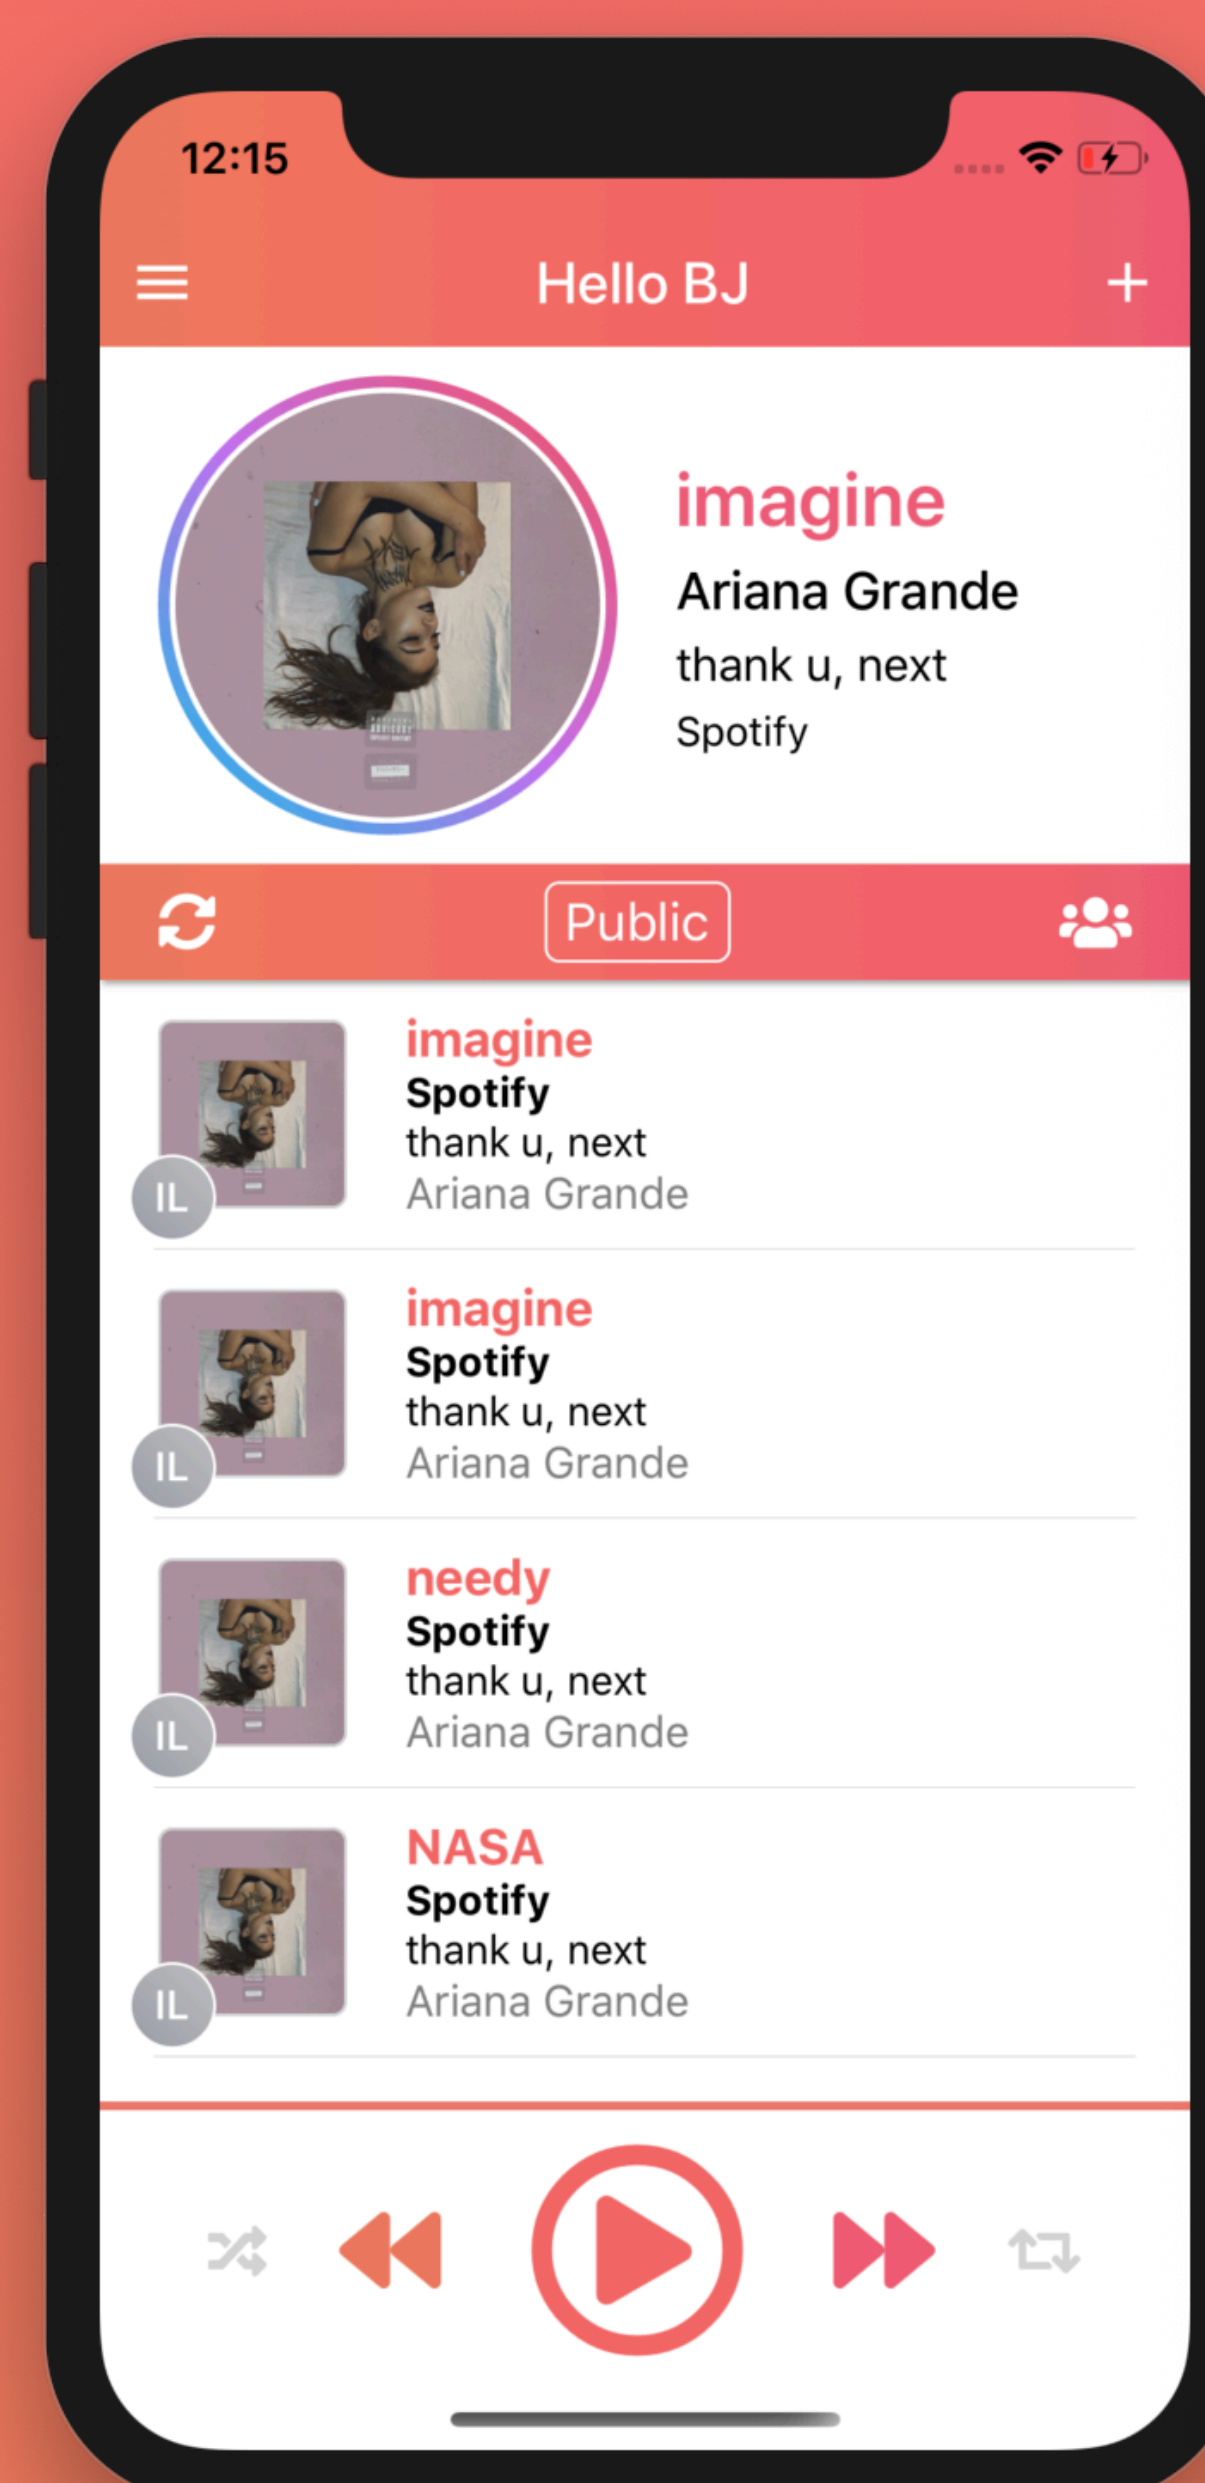 12:15
Hello BJ
imagine
Ariana Grande
thank u, next
Spotify
Public
imagine
Spotify
thank u, next
Ariana Grande
IL
imagine
Spotify
thank u, next
Ariana Grande
IL
needy
Spotify
thank u, next
Ariana Grande
IL
NASA
Spotify
thank u, next
Ariana Grande
IL